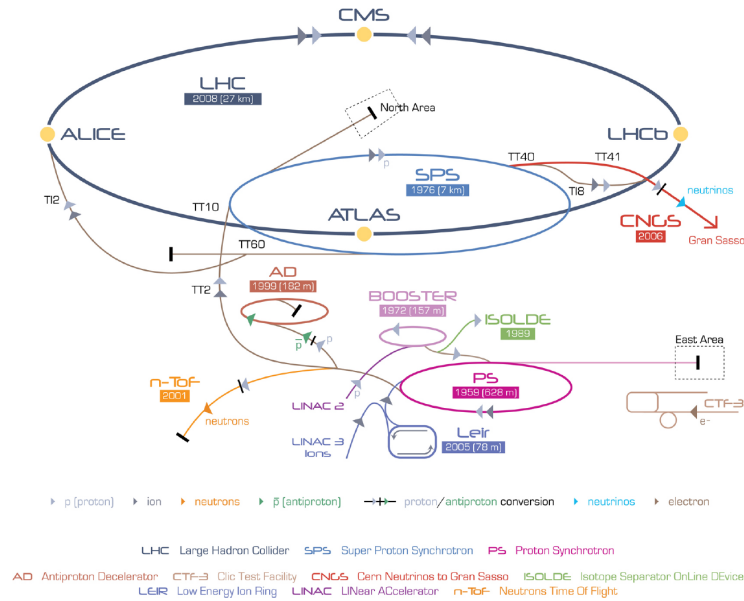 CMS
LHC
2008 (27 km)
North Area
ALICE
LHCb
TT40
TT41
p
SPS
1976 (7 km)
TI8
neutrinos
TI2
TT10
ATLAS
CNGS
2006
Gran Sasso
TT60
AD
1999 (182 m)
TT2
BOOSTER
1972 (157 m)
ISOLDE
1989
East Area
p̅
p
n-ToF
2001
PS
1959 (628 m)
LINAC 2
p
neutrons
CTF-3
e-
LINAC 3
Ions
Leir
2005 (78 m)
p (proton) ion neutrons p̅ (antiproton) proton/antiproton conversion neutrinos electron
LHC Large Hadron Collider SPS Super Proton Synchrotron PS Proton Synchrotron
AD Antiproton Decelerator CTF-3 Clic Test Facility CNGS Cern Neutrinos to Gran Sasso ISOLDE Isotope Separator OnLine DEvice
LEIR Low Energy Ion Ring LINAC LINear ACcelerator n-ToF Neutrons Time Of Flight